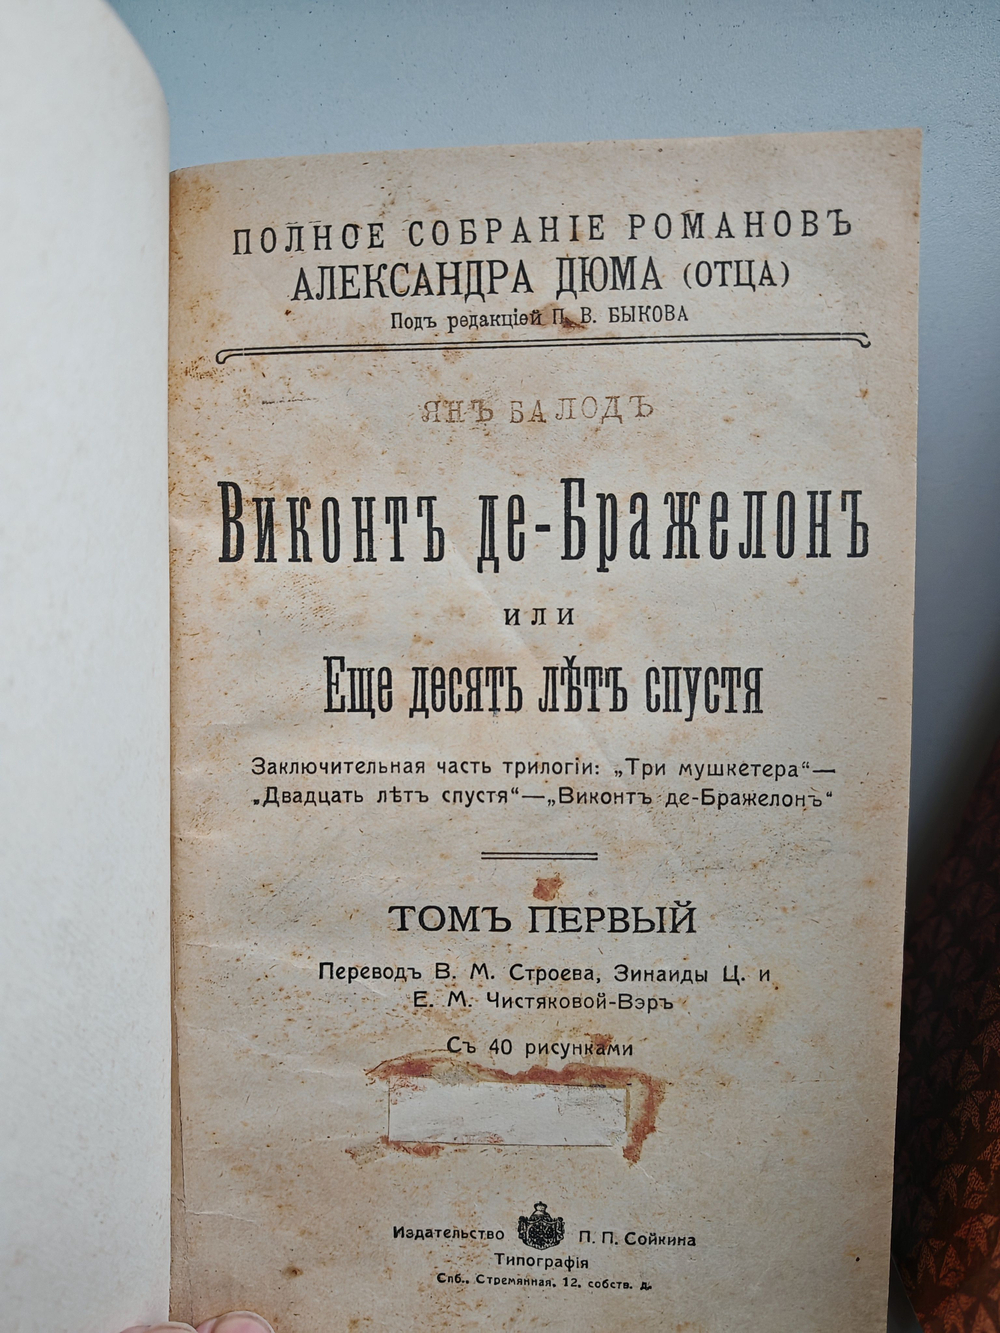 ПОЛНОЕ СОБРАНІЕ РОМАНОВЪ
АЛЕКСАНДРА ДЮМА (ОТЦА)
Подъ редакціей П. В. БЫКОВА
ЯНЪ БАЛОДЪ
Виконтъ де-Бражелонъ
или
Еще десять лѣтъ спустя
Заключительная часть трилогіи: „Три мушкетера“—
„Двадцать лѣтъ спустя“—„Виконтъ де-Бражелонъ“
ТОМЪ ПЕРВЫЙ
Переводъ В. М. Строева, Зинаиды Ц. и
Е. М. Чистяковой-Вэръ
Съ 40 рисунками
Издательство П. П. Сойкина
Типографія
Спб., Стремянная, 12, собств. д.